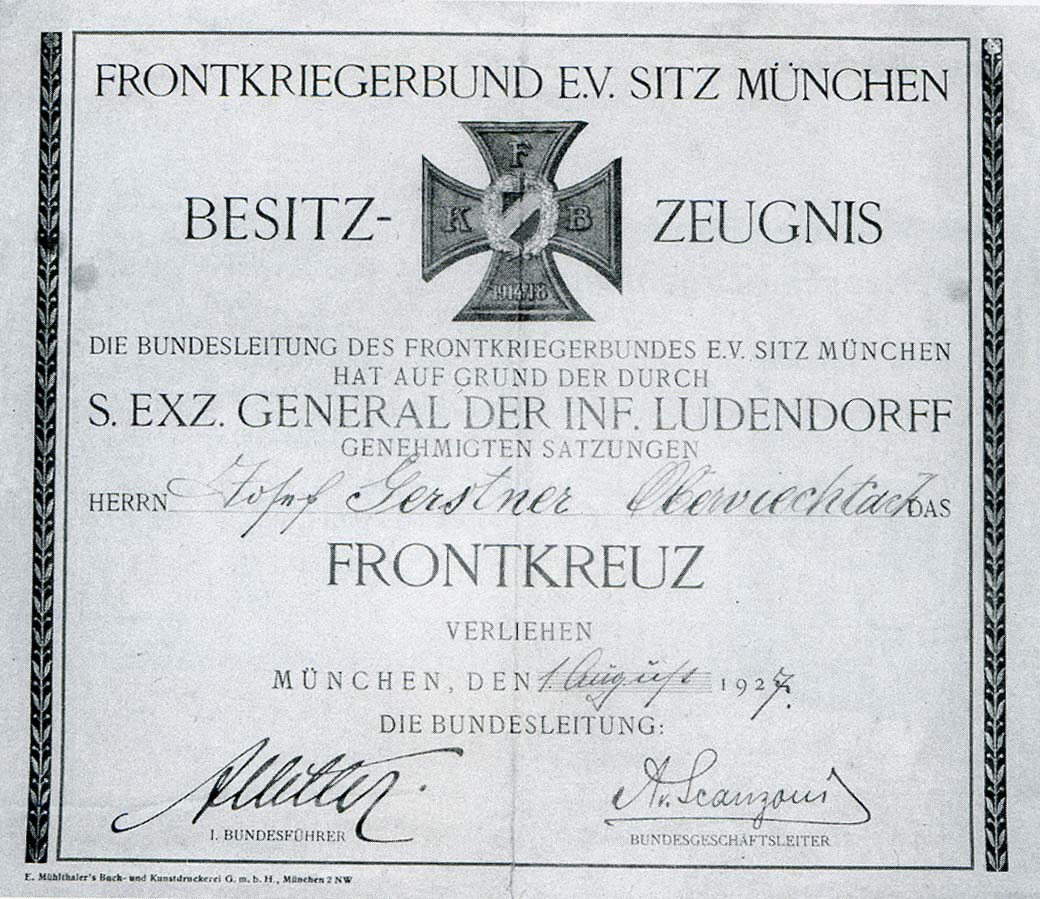 FRONTKRIEGERBUND E.V. SITZ MÜNCHEN
F
BESITZ- K B ZEUGNIS
1914/18
DIE BUNDESLEITUNG DES FRONTKRIEGERBUNDES E.V. SITZ MÜNCHEN
HAT AUF GRUND DER DURCH
S. EXZ. GENERAL DER INF. LUDENDORFF
GENEHMIGTEN SATZUNGEN
HERRN Josef Gerstner Oberviechtach DAS
FRONTKREUZ
VERLIEHEN
MÜNCHEN, DEN 1. August 1927.
DIE BUNDESLEITUNG:
A. v. Scanzoni
I. BUNDESFÜHRER
BUNDESGESCHÄFTSLEITER
E. Mühlthaler's Buch- und Kunstdruckerei G. m. b. H., München 2 NW